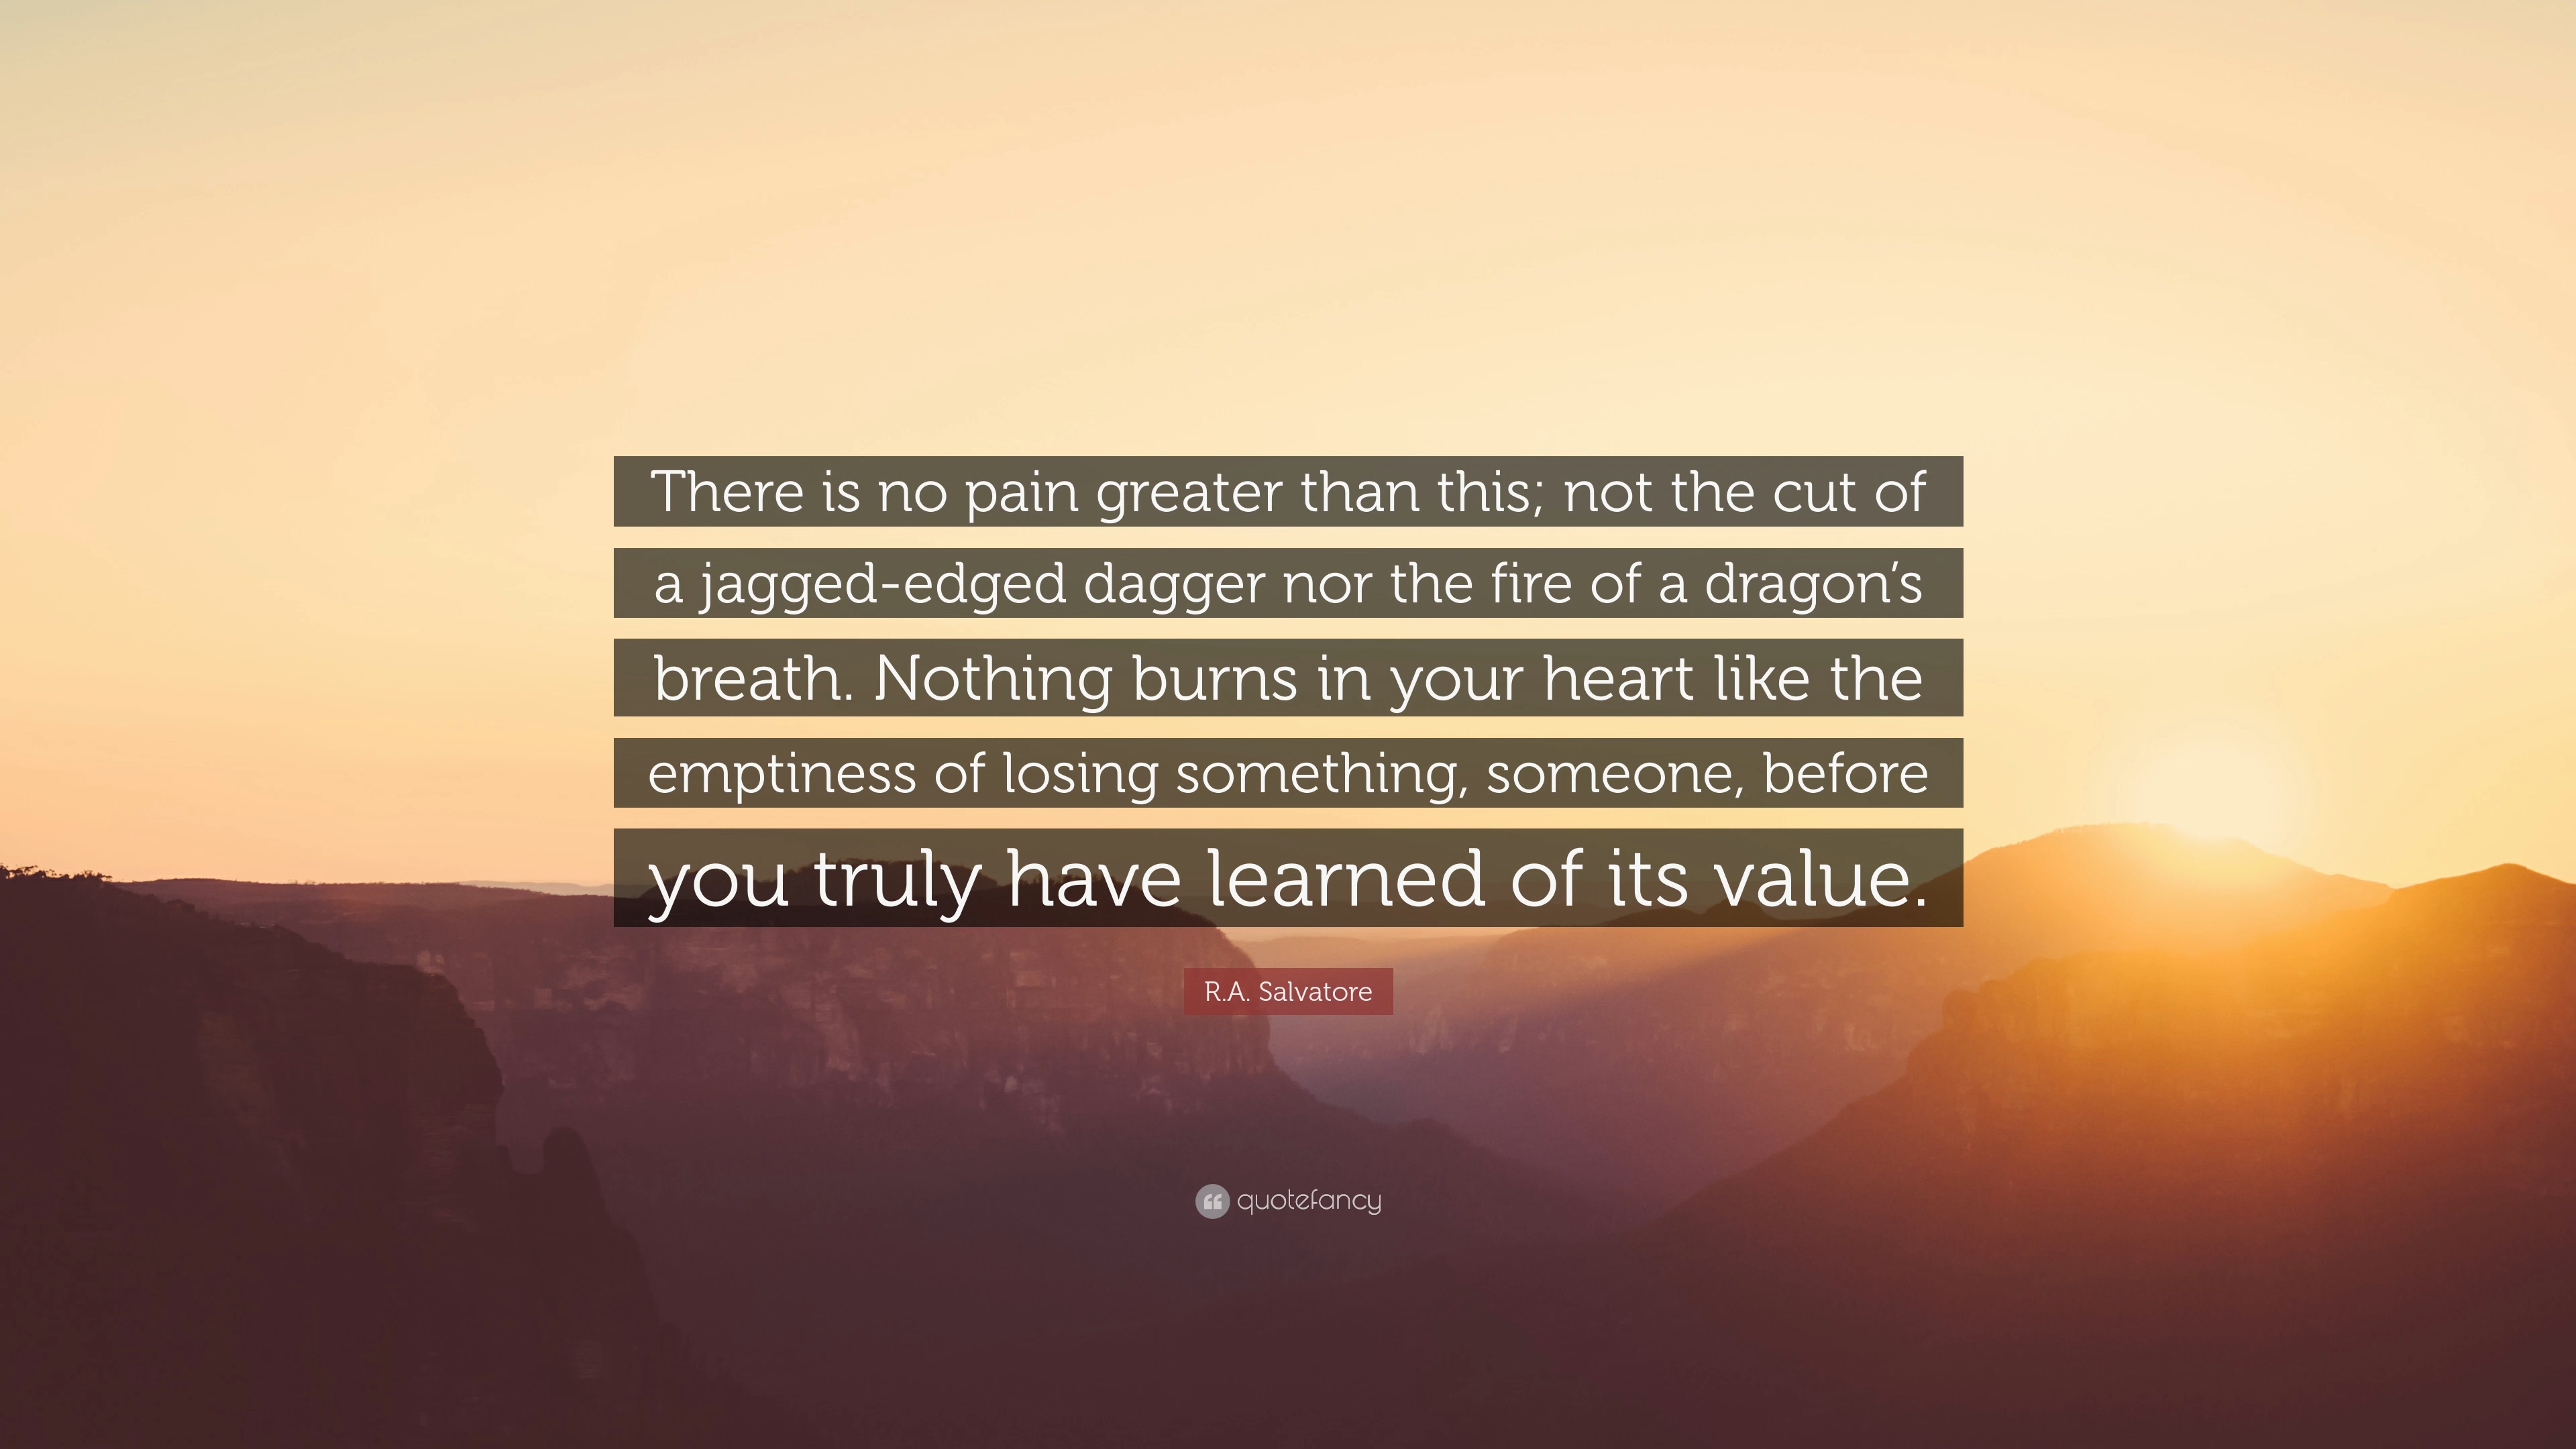 There is no pain greater than this; not the cut of
a jagged-edged dagger nor the fire of a dragon’s
breath. Nothing burns in your heart like the
emptiness of losing something, someone, before
you truly have learned of its value.
R.A. Salvatore
quotefancy